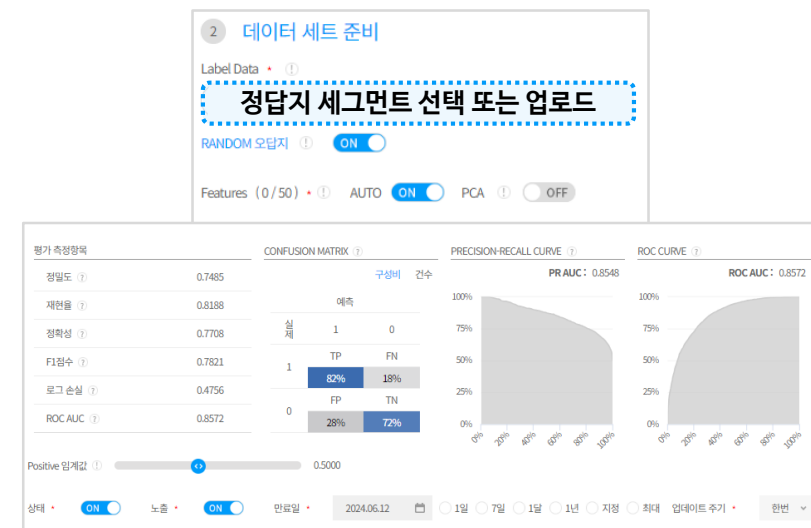 2 데이터 세트 준비
Label Data * !
정답지 세그먼트 선택 또는 업로드
RANDOM 오답지 ! ON
Features ( 0 / 50 ) * ! AUTO ON PCA ! OFF
평가 측정항목
정밀도 ? 0.7485
재현율 ? 0.8188
정확성 ? 0.7708
F1점수 ? 0.7821
로그 손실 ? 0.4756
ROC AUC ? 0.8572
CONFUSION MATRIX ?
구성비 건수
예측
실제 1 0
1 TP FN
82% 18%
0 FP TN
28% 72%
PRECISION-RECALL CURVE ?
PR AUC : 0.8548
100%
75%
50%
25%
0%
0% 20% 40% 60% 80% 100%
ROC CURVE ?
ROC AUC : 0.8572
100%
75%
50%
25%
0%
0% 20% 40% 60% 80% 100%
Positive 임계값 ! 0.5000
상태 * ON 노출 * ON 만료일 * 2024.06.12 1일 7일 1달 1년 지정 최대 업데이트 주기 * 한번